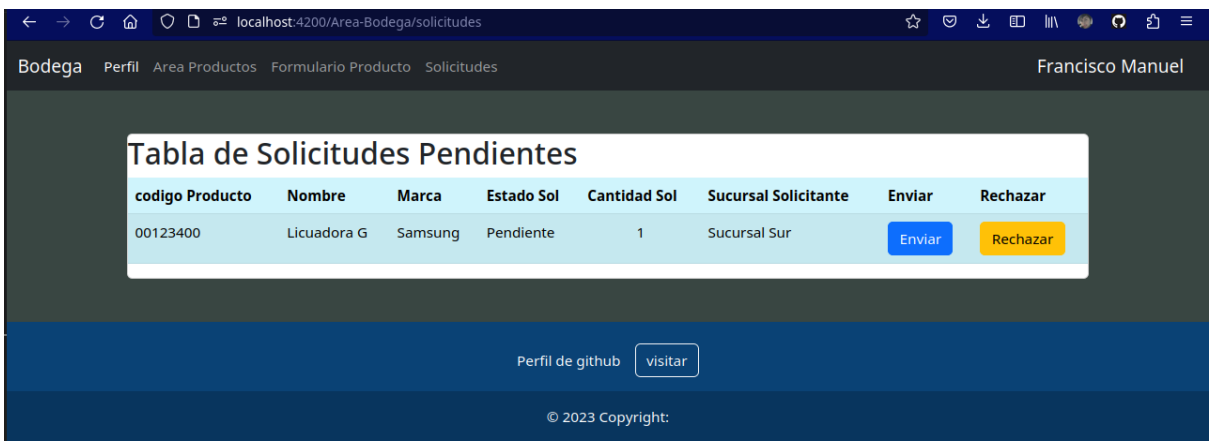 localhost:4200/Area-Bodega/solicitudes
Bodega Perfil Area Productos Formulario Producto Solicitudes Francisco Manuel
Tabla de Solicitudes Pendientes
codigo Producto Nombre Marca Estado Sol Cantidad Sol Sucursal Solicitante Enviar Rechazar
00123400 Licuadora G Samsung Pendiente 1 Sucursal Sur Enviar Rechazar
Perfil de github visitar
© 2023 Copyright: